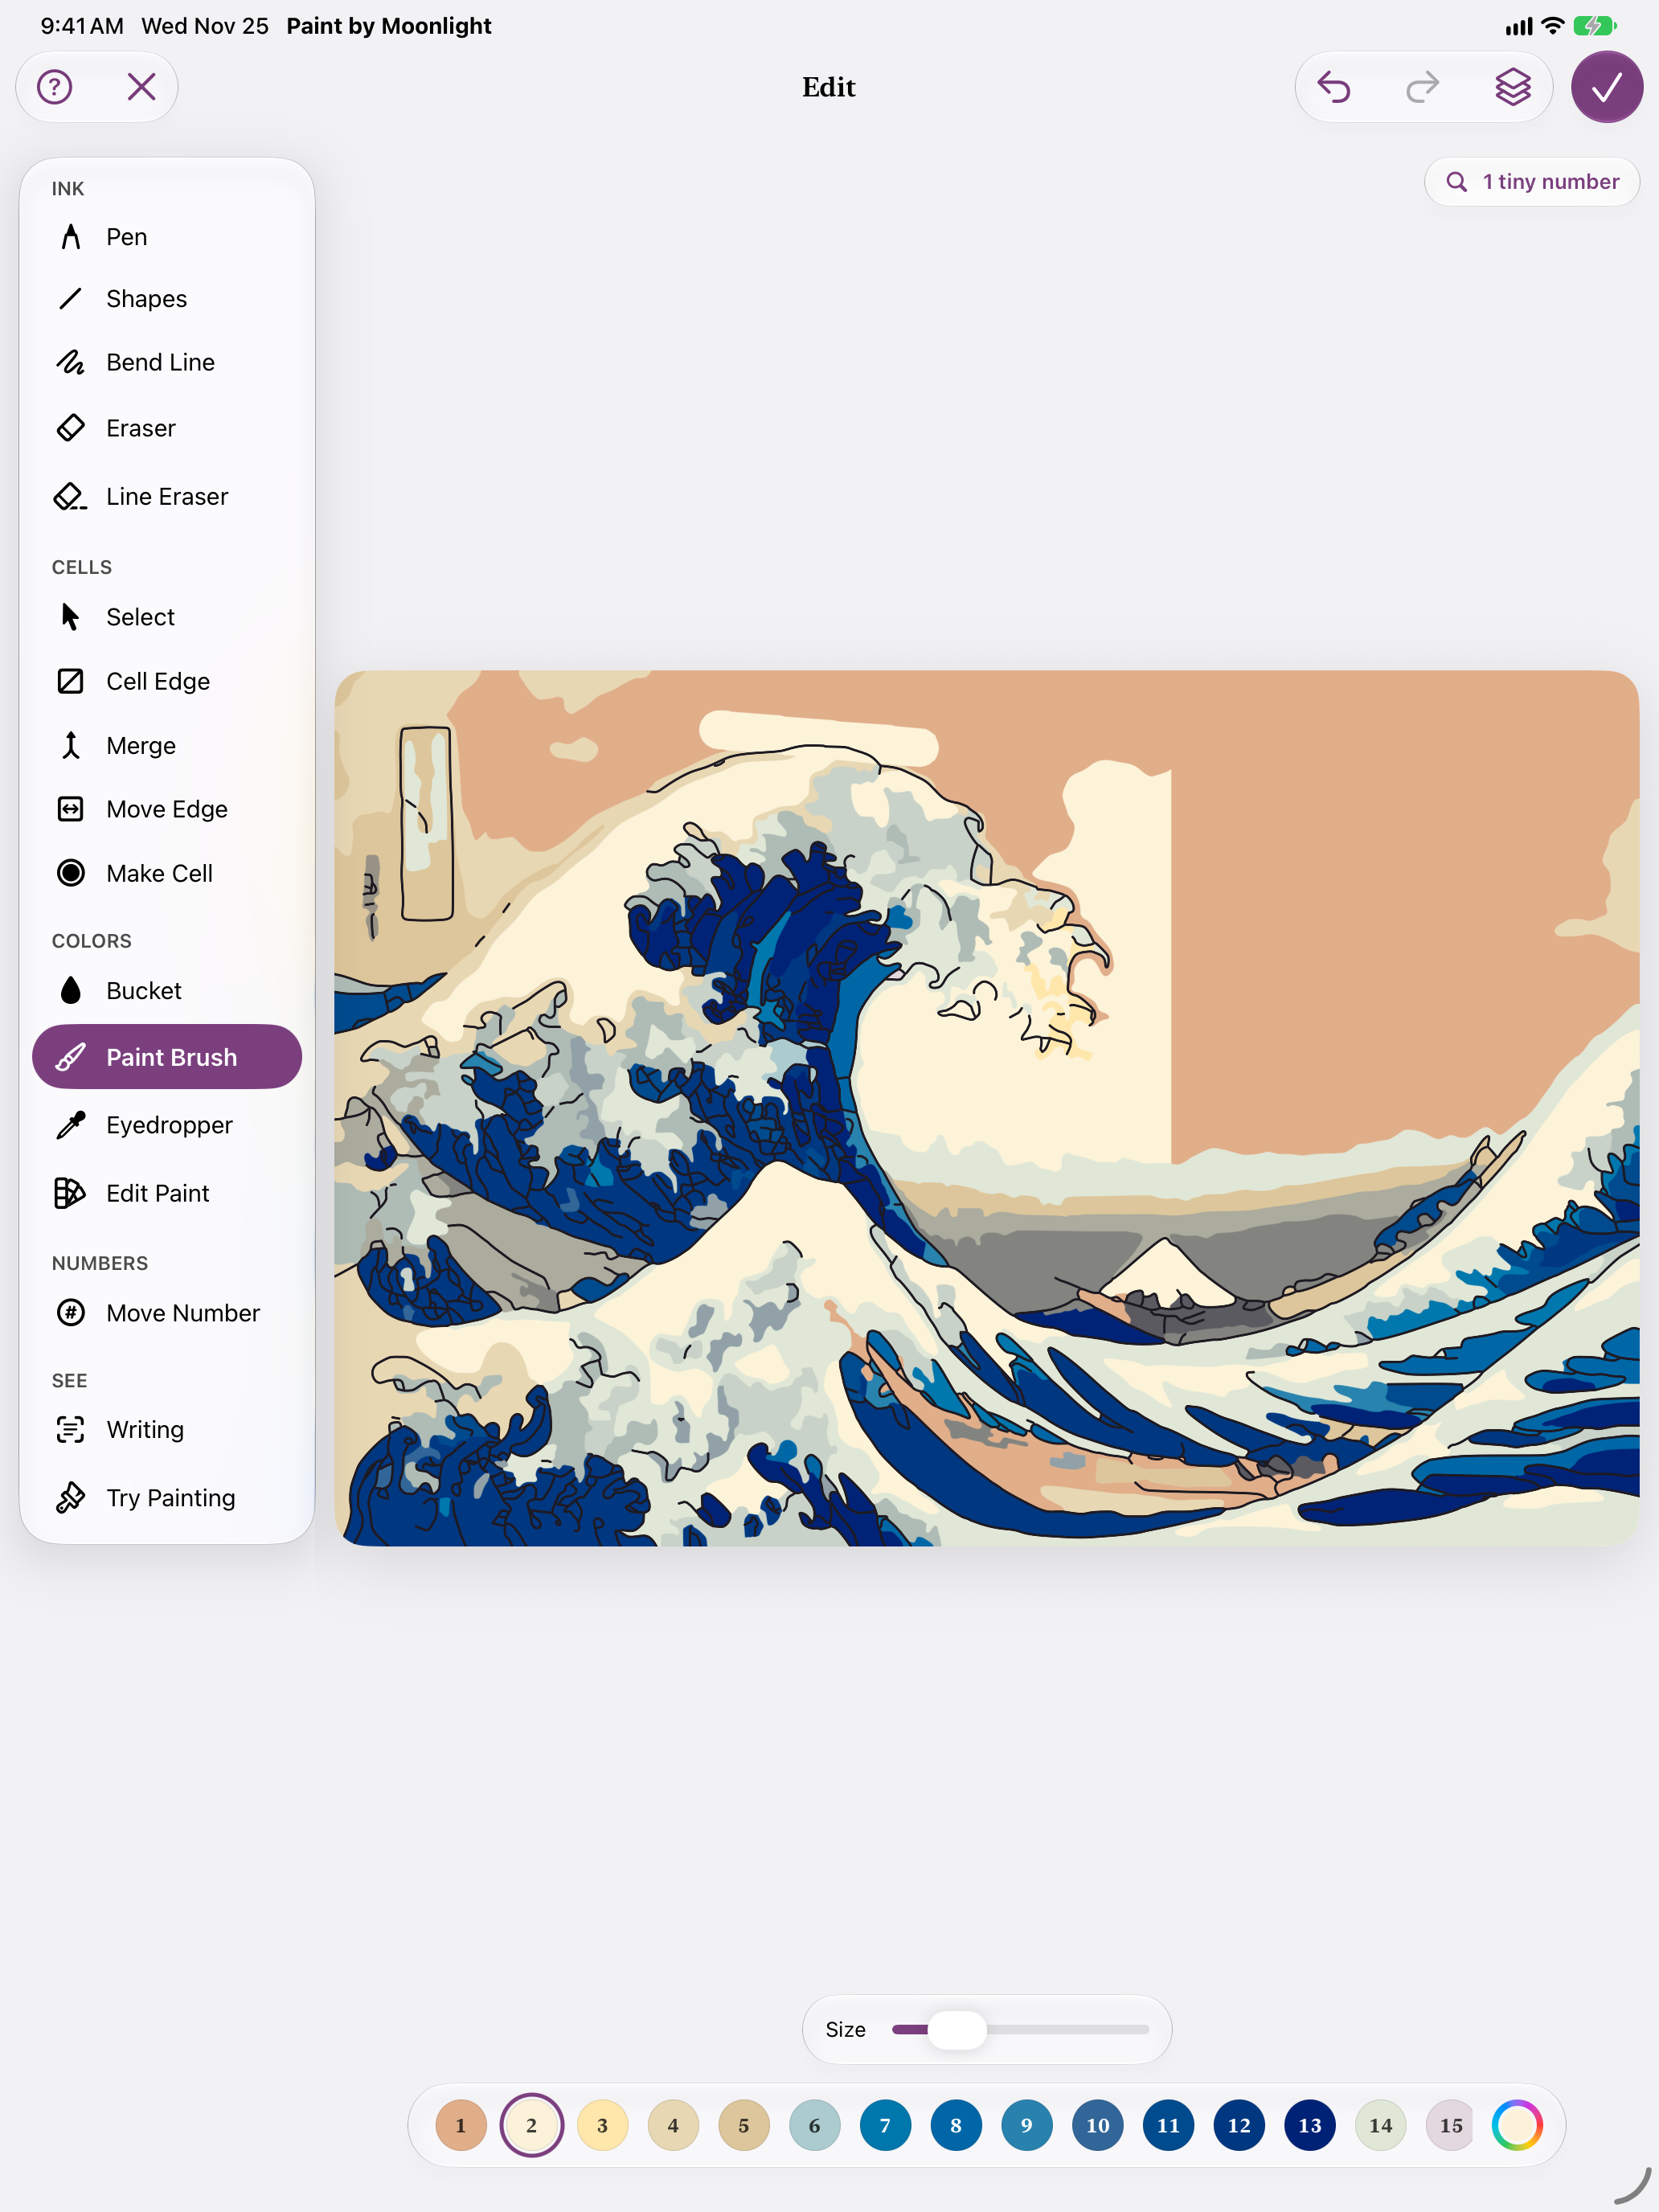 9:41 AM Wed Nov 25 Paint by Moonlight
Edit
1 tiny number
INK
Pen
Shapes
Bend Line
Eraser
Line Eraser
CELLS
Select
Cell Edge
Merge
Move Edge
Make Cell
COLORS
Bucket
Paint Brush
Eyedropper
Edit Paint
NUMBERS
# Move Number
SEE
Writing
Try Painting
Size
1 2 3 4 5 6 7 8 9 10 11 12 13 14 15